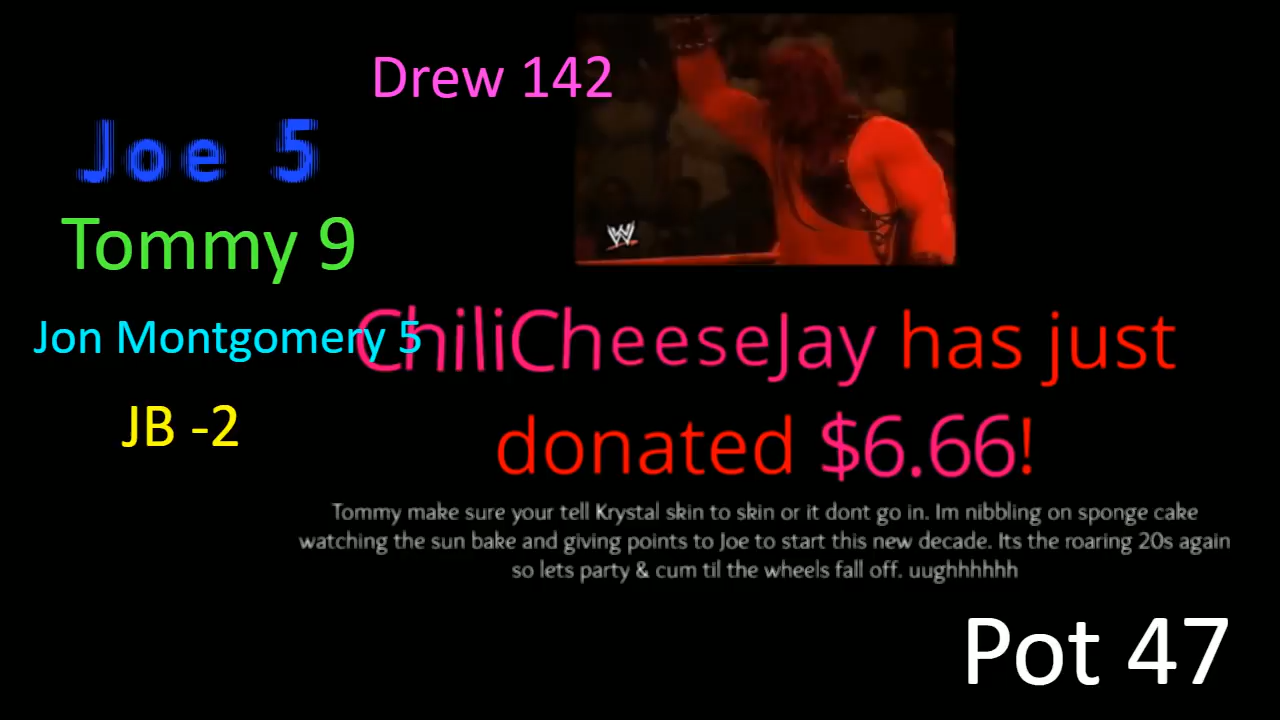 Drew 142
Joe 5
Tommy 9
Jon Montgomery 5
ChiliCheeseJay has just
donated $6.66!
JB -2
Tommy make sure your tell Krystal skin to skin or it dont go in. Im nibbling on sponge cake
watching the sun bake and giving points to Joe to start this new decade. Its the roaring 20s again
so lets party & cum til the wheels fall off. uughhhhhh
Pot 47